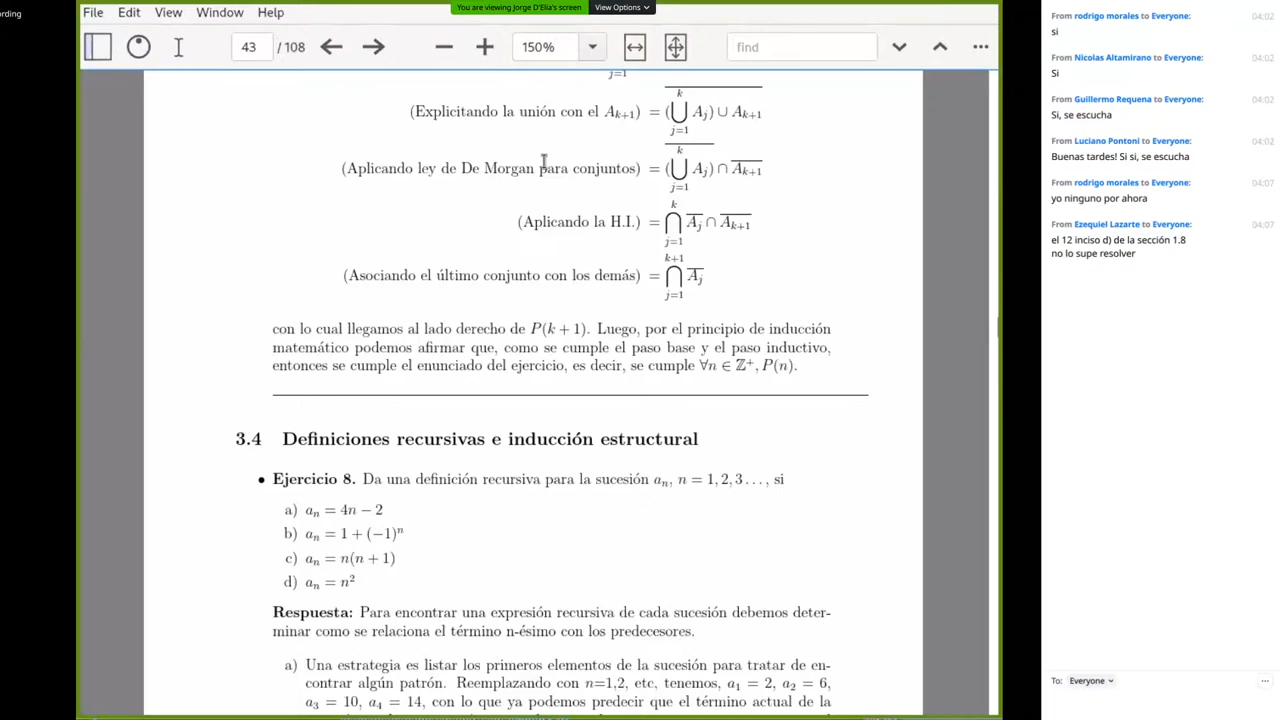 ording
You are viewing Jorge D'Elia's screen
View Options
File Edit View Window Help
43 / 108 150% find
j=1
(Explicitando la unión con el A_{k+1}) = \overline{(⋃_{j=1}^{k} A_j) ∪ A_{k+1}}
(Aplicando ley de De Morgan para conjuntos) = \overline{(⋃_{j=1}^{k} A_j)} ∩ \overline{A_{k+1}}
(Aplicando la H.I.) = ⋂_{j=1}^{k} \overline{A_j} ∩ \overline{A_{k+1}}
(Asociando el último conjunto con los demás) = ⋂_{j=1}^{k+1} \overline{A_j}
con lo cual llegamos al lado derecho de P(k + 1). Luego, por el principio de inducción
matemático podemos afirmar que, como se cumple el paso base y el paso inductivo,
entonces se cumple el enunciado del ejercicio, es decir, se cumple ∀n ∈ ℤ⁺, P(n).
3.4 Definiciones recursivas e inducción estructural
• Ejercicio 8. Da una definición recursiva para la sucesión a_n, n = 1, 2, 3 . . . , si
a) a_n = 4n − 2
b) a_n = 1 + (−1)^n
c) a_n = n(n + 1)
d) a_n = n²
Respuesta: Para encontrar una expresión recursiva de cada sucesión debemos deter-
minar como se relaciona el término n-ésimo con los predecesores.
a) Una estrategia es listar los primeros elementos de la sucesión para tratar de en-
contrar algún patrón. Reemplazando con n=1,2, etc, tenemos, a_1 = 2, a_2 = 6,
a_3 = 10, a_4 = 14, con lo que ya podemos predecir que el término actual de la
From rodrigo morales to Everyone: 04:02
si
From Nicolas Altamirano to Everyone: 04:02
Si
From Guillermo Requena to Everyone: 04:02
Si, se escucha
From Luciano Pontoni to Everyone: 04:02
Buenas tardes! Si si, se escucha
From rodrigo morales to Everyone: 04:07
yo ninguno por ahora
From Ezequiel Lazarte to Everyone: 04:07
el 12 inciso d) de la sección 1.8
no lo supe resolver
To: Everyone